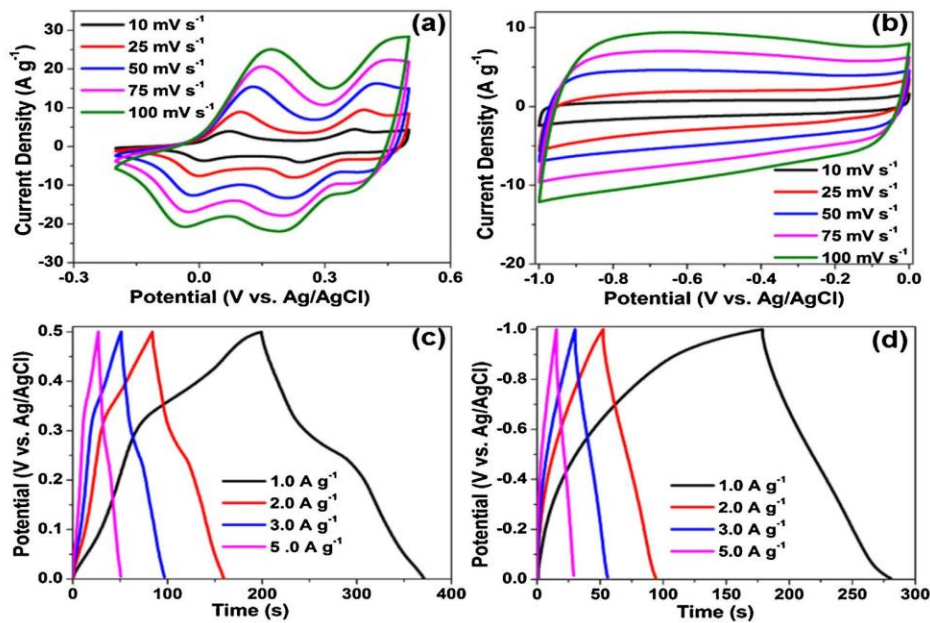 (a)
10 mV s⁻¹
25 mV s⁻¹
50 mV s⁻¹
75 mV s⁻¹
100 mV s⁻¹
30
20
10
0
-10
-20
-30
-0.3
0.0
0.3
0.6
Current Density (A g⁻¹)
Potential (V vs. Ag/AgCl)
(b)
10 mV s⁻¹
25 mV s⁻¹
50 mV s⁻¹
75 mV s⁻¹
100 mV s⁻¹
10
0
-10
-20
-1.0
-0.8
-0.6
-0.4
-0.2
0.0
Current Density (A g⁻¹)
Potential (V vs. Ag/AgCl)
(c)
1.0 A g⁻¹
2.0 A g⁻¹
3.0 A g⁻¹
5 .0 A g⁻¹
0.5
0.4
0.3
0.2
0.1
0.0
0
100
200
300
400
Potential (V vs. Ag/AgCl)
Time (s)
(d)
1.0 A g⁻¹
2.0 A g⁻¹
3.0 A g⁻¹
5.0 A g⁻¹
-1.0
-0.8
-0.6
-0.4
-0.2
0.0
0
50
100
150
200
250
300
Potential (V vs. Ag/AgCl)
Time (s)